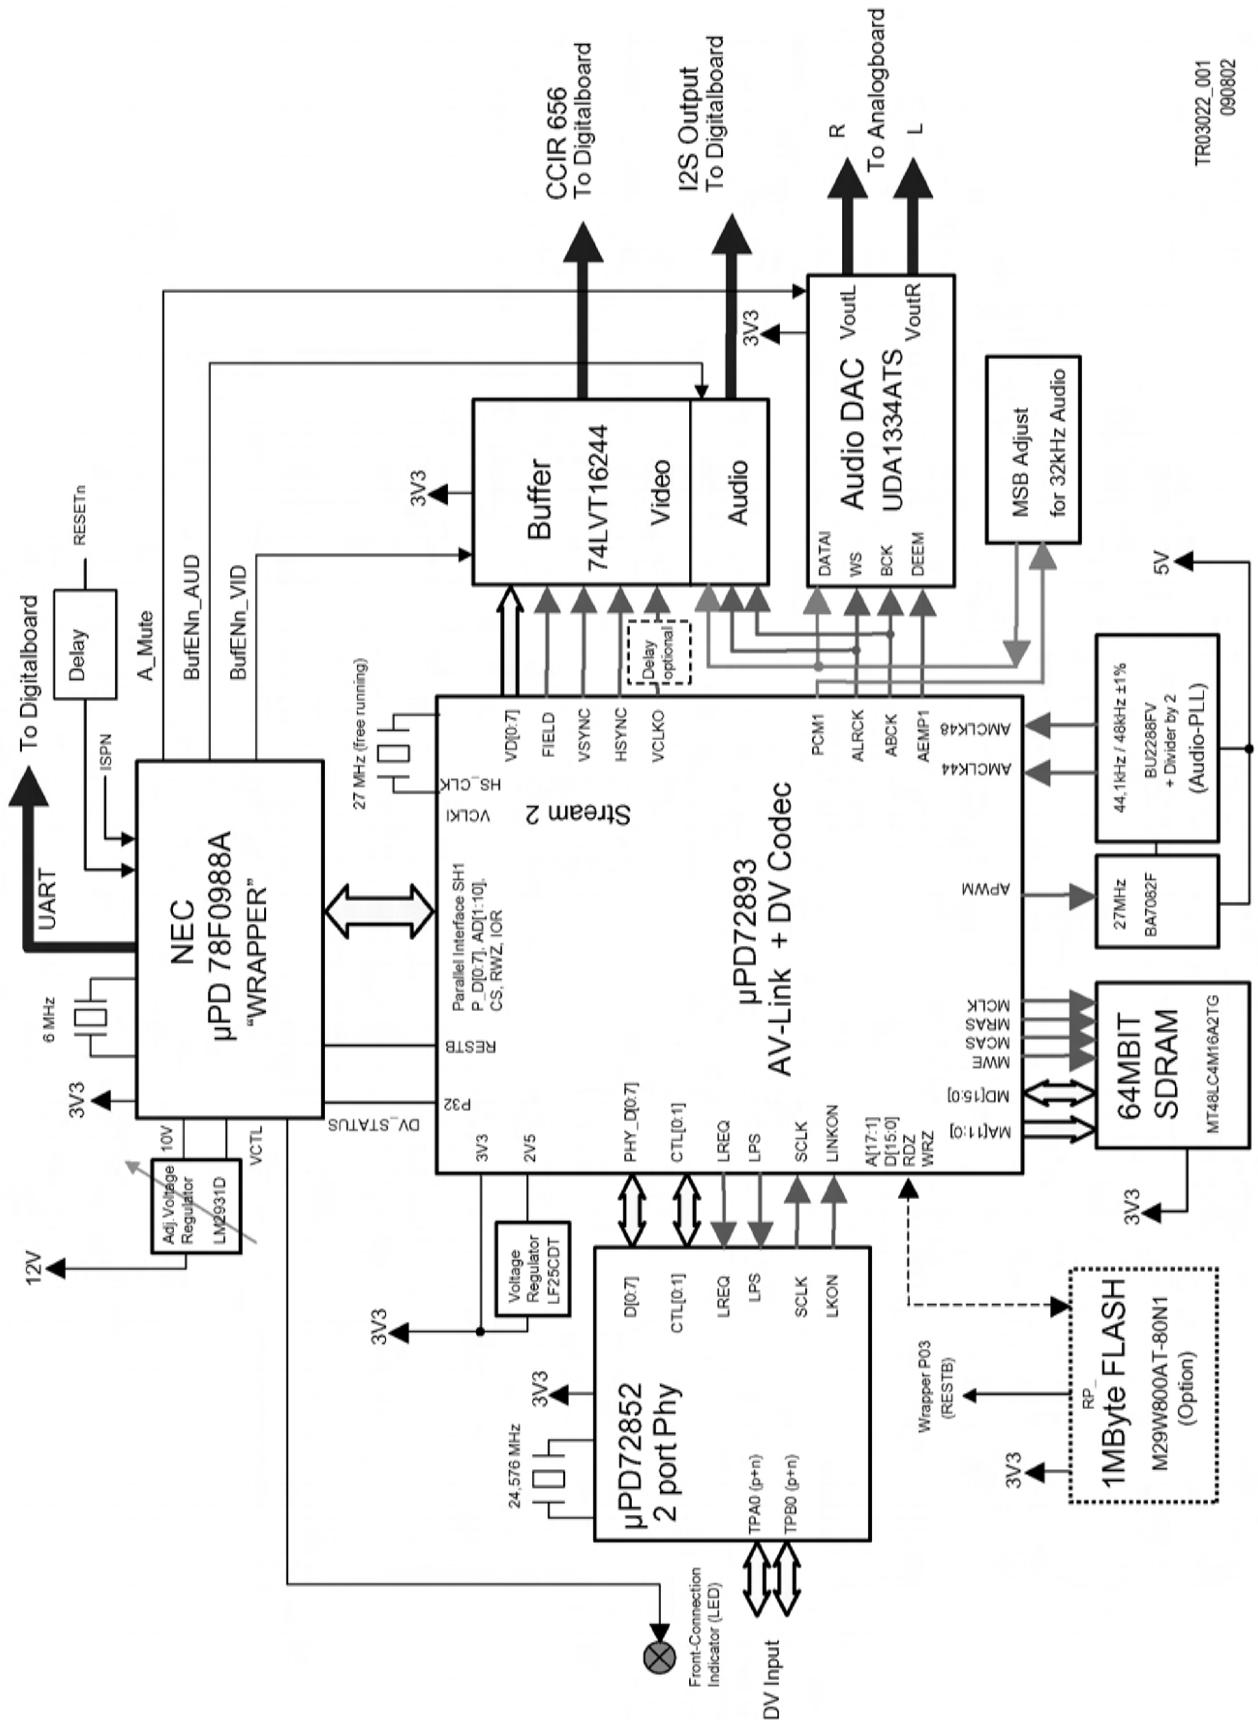 12V
Adj.Voltage
Regulator
LM2931D
10V
VCTL
3V3
6 MHz
UART
To Digitalboard
NEC
µPD 78F0988A
"WRAPPER"
ISPN
Delay
RESETn
A_Mute
BufENn_AUD
BufENn_VID
DV_STATUS
P32
RESTB
Parallel Interface SH1
P_D[0:7], AD[1:10],
CS, RWZ, IOR
27 MHz (free running)
HS_CLK
VCLKI
Stream 2
3V3
3V3
2V5
Voltage
Regulator
LF25CDT
µPD72893
AV-Link + DV Codec
VD[0:7]
FIELD
VSYNC
HSYNC
VCLKO
Delay
optional
PCM1
ALRCK
ABCK
AEMP1
3V3
Buffer
74LVT16244
Video
Audio
CCIR 656
To Digitalboard
I2S Output
To Digitalboard
3V3
Audio DAC
UDA1334ATS
DATAI
WS
BCK
DEEM
VoutL
VoutR
R
L
To Analogboard
MSB Adjust
for 32kHz Audio
24,576 MHz
3V3
µPD72852
2 port Phy
TPA0 (p+n)
TPB0 (p+n)
DV Input
Front-Connection
Indicator (LED)
D[0:7]
CTL[0:1]
LREQ
LPS
SCLK
LKON
PHY_D[0:7]
CTL[0:1]
LREQ
LPS
SCLK
LINKON
A[17:1]
D[15:0]
RDZ
WRZ
MA[11:0]
MD[15:0]
MWE
MCAS
MRAS
MCLK
APWM
AMCLK44
AMCLK48
Wrapper P03
(RESTB)
3V3
RP_
1MByte FLASH
M29W800AT-80N1
(Option)
3V3
64MBIT
SDRAM
MT48LC4M16A2TG
27MHz
BA7082F
44,1kHz / 48kHz ±1%
BU2288FV
+ Divider by 2
(Audio-PLL)
5V
TR03022_001
090802